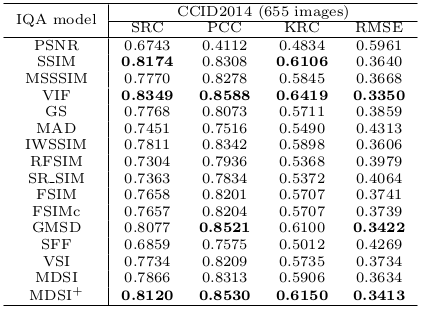 IQA model CCID2014 (655 images)
SRC PCC KRC RMSE
PSNR 0.6743 0.4112 0.4834 0.5961
SSIM 0.8174 0.8308 0.6106 0.3640
MSSSIM 0.7770 0.8278 0.5845 0.3668
VIF 0.8349 0.8588 0.6419 0.3350
GS 0.7768 0.8073 0.5711 0.3859
MAD 0.7451 0.7516 0.5490 0.4313
IWSSIM 0.7811 0.8342 0.5898 0.3606
RFSIM 0.7304 0.7936 0.5368 0.3979
SR_SIM 0.7363 0.7834 0.5372 0.4064
FSIM 0.7658 0.8201 0.5707 0.3741
FSIMc 0.7657 0.8204 0.5707 0.3739
GMSD 0.8077 0.8521 0.6100 0.3422
SFF 0.6859 0.7575 0.5012 0.4269
VSI 0.7734 0.8209 0.5735 0.3734
MDSI 0.7866 0.8313 0.5906 0.3634
MDSI+ 0.8120 0.8530 0.6150 0.3413